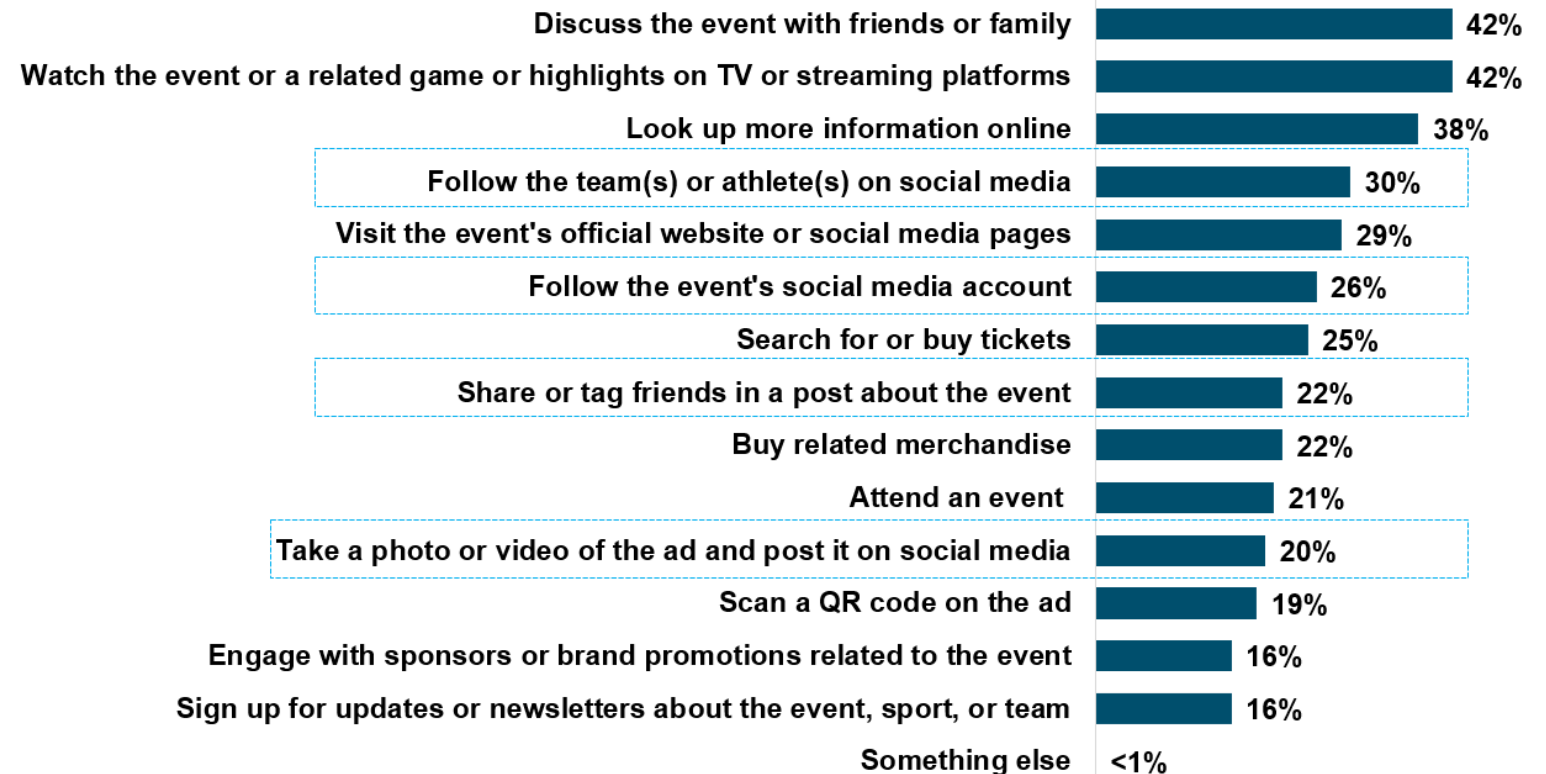 Discuss the event with friends or family 42%
Watch the event or a related game or highlights on TV or streaming platforms 42%
Look up more information online 38%
Follow the team(s) or athlete(s) on social media 30%
Visit the event's official website or social media pages 29%
Follow the event's social media account 26%
Search for or buy tickets 25%
Share or tag friends in a post about the event 22%
Buy related merchandise 22%
Attend an event 21%
Take a photo or video of the ad and post it on social media 20%
Scan a QR code on the ad 19%
Engage with sponsors or brand promotions related to the event 16%
Sign up for updates or newsletters about the event, sport, or team 16%
Something else <1%